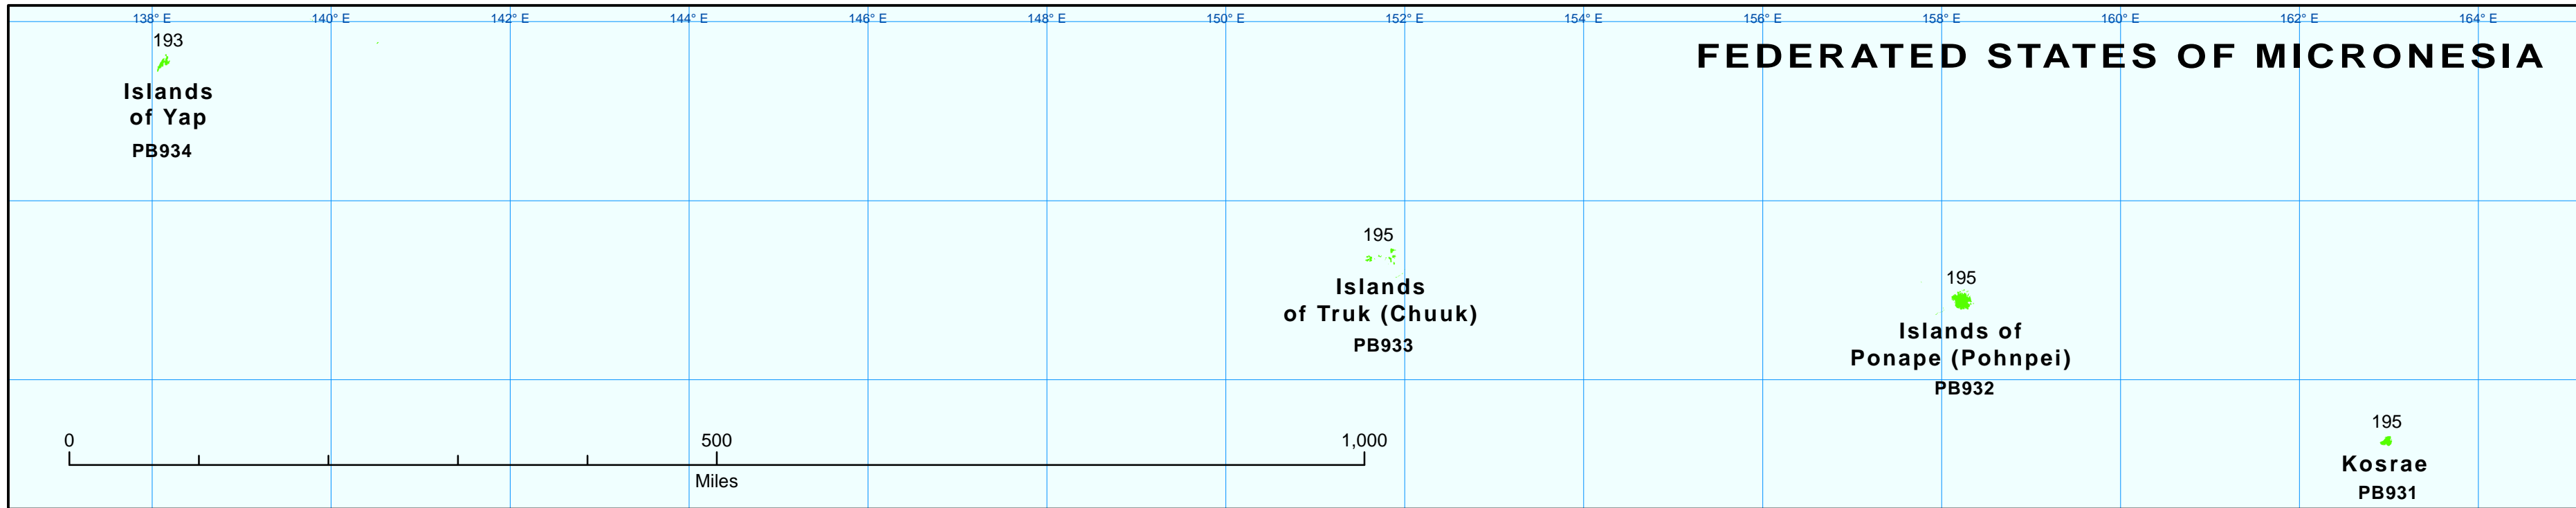 138° E 140° E 142° E 144° E 146° E 148° E 150° E 152° E 154° E 156° E 158° E 160° E 162° E 164° E
FEDERATED STATES OF MICRONESIA
193
Islands
of Yap
PB934
195
Islands
of Truk (Chuuk)
PB933
195
Islands of
Ponape (Pohnpei)
PB932
195
Kosrae
PB931
0 500 1,000
Miles